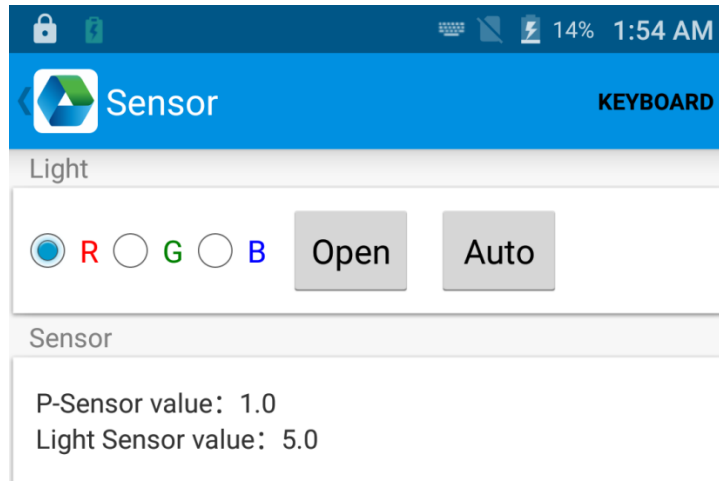 14% 1:54 AM
Sensor KEYBOARD
Light
R G B Open Auto
Sensor
P-Sensor value：1.0
Light Sensor value：5.0